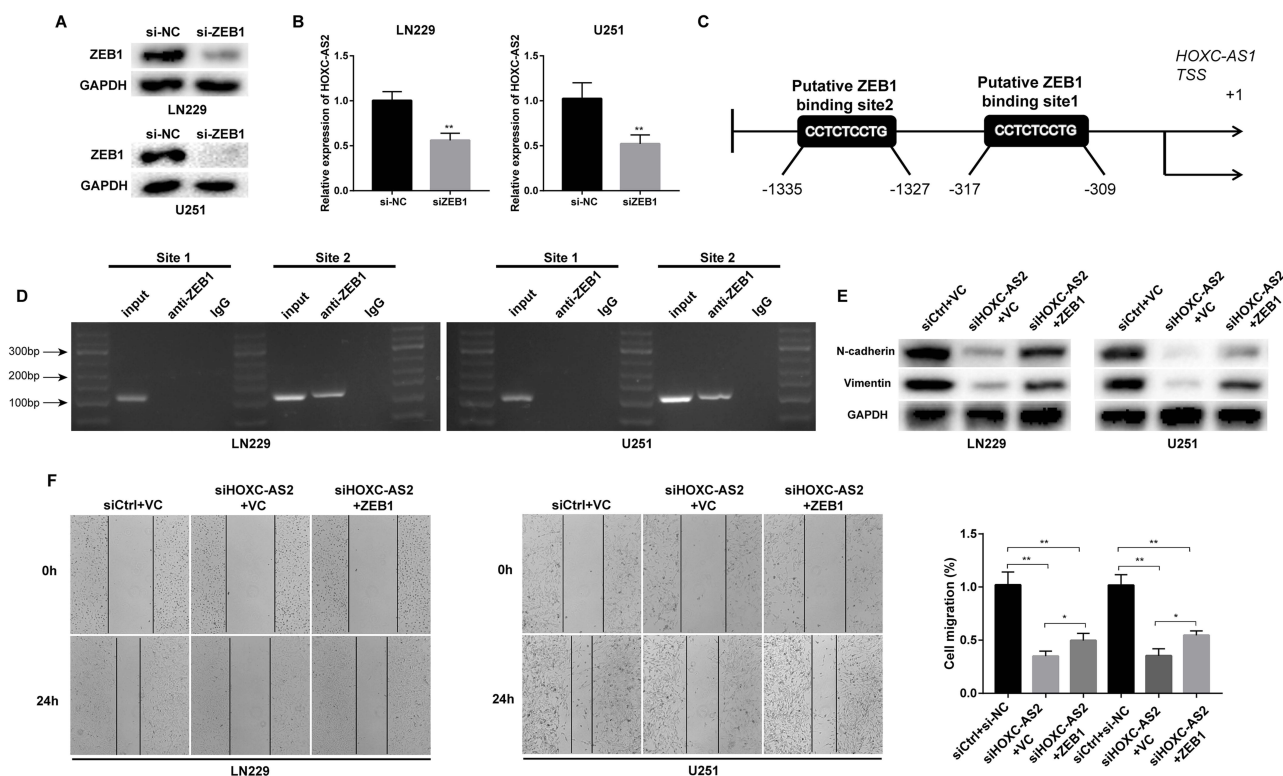 A
si-NC si-ZEB1
ZEB1
GAPDH
LN229
si-NC si-ZEB1
ZEB1
GAPDH
U251
B
LN229
Relative expression of HOXC-AS2
1.5
1.0
0.5
0.0
si-NC siZEB1
**
U251
Relative expression of HOXC-AS2
1.5
1.0
0.5
0.0
si-NC siZEB1
**
C
Putative ZEB1
binding site2
CCTCTCCTG
-1335 -1327
Putative ZEB1
binding site1
CCTCTCCTG
-317 -309
HOXC-AS1
TSS
+1
D
Site 1 Site 2 Site 1 Site 2
input anti-ZEB1 IgG input anti-ZEB1 IgG input anti-ZEB1 IgG input anti-ZEB1 IgG
300bp
200bp
100bp
LN229 U251
E
siCtrl+VC
siHOXC-AS2
+VC
siHOXC-AS2
+ZEB1
siCtrl+VC
siHOXC-AS2
+VC
siHOXC-AS2
+ZEB1
N-cadherin
Vimentin
GAPDH
LN229 U251
F
siCtrl+VC
siHOXC-AS2
+VC
siHOXC-AS2
+ZEB1
0h
24h
LN229
siCtrl+VC
siHOXC-AS2
+VC
siHOXC-AS2
+ZEB1
0h
24h
U251
Cell migration (%)
1.5
1.0
0.5
0.0
**
**
*
**
**
*
siCtrl+si-NC
siHOXC-AS2
+VC
siHOXC-AS2
+ZEB1
siCtrl+si-NC
siHOXC-AS2
+VC
siHOXC-AS2
+ZEB1